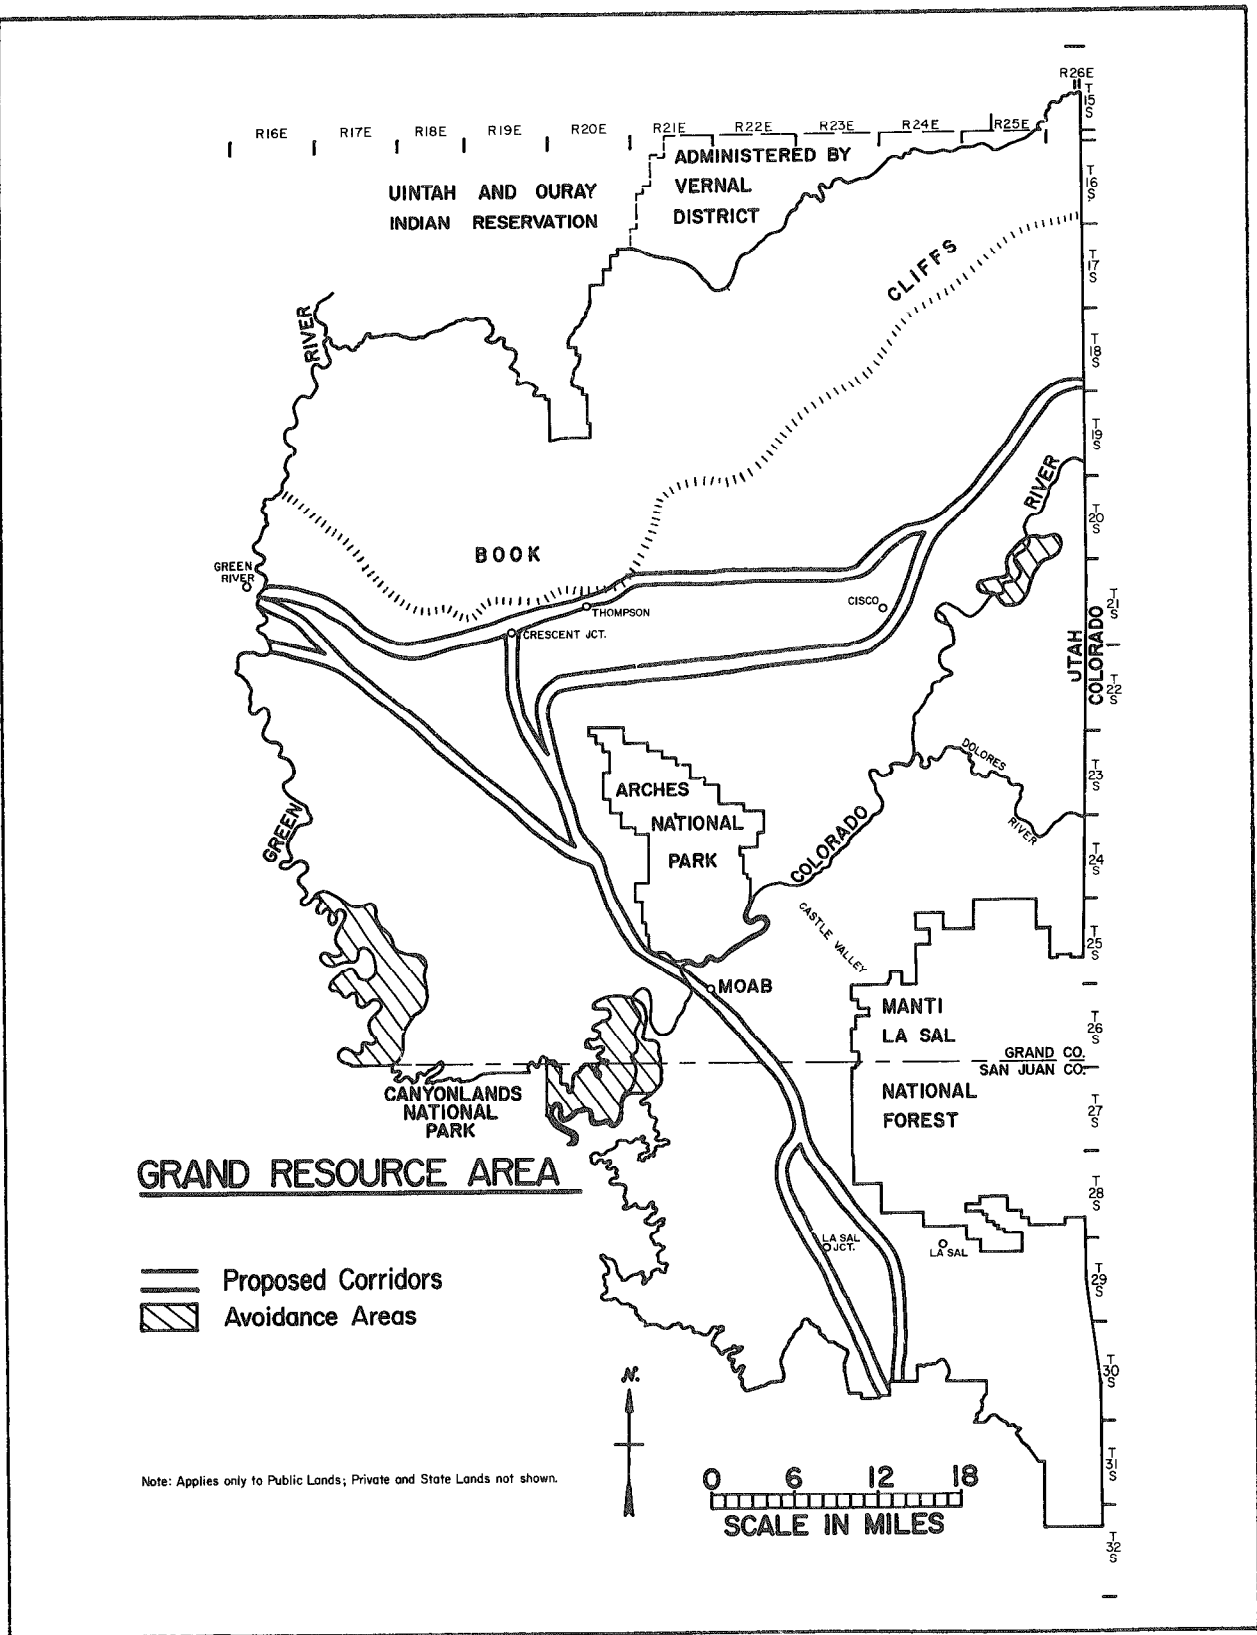 R26E
T
15
S
R16E
R17E
R18E
R19E
R20E
R21E
R22E
R23E
R24E
R25E
ADMINISTERED BY
VERNAL
DISTRICT
UINTAH AND OURAY
INDIAN RESERVATION
T
16
S
CLIFFS
T
17
S
RIVER
T
18
S
T
19
S
RIVER
T
20
S
BOOK
GREEN
RIVER
CISCO
THOMPSON
CRESCENT JCT.
T
21
S
UTAH
COLORADO
T
22
S
DOLORES
RIVER
T
23
S
ARCHES
NATIONAL
PARK
GREEN
COLORADO
T
24
S
CASTLE VALLEY
T
25
S
MOAB
MANTI
LA SAL
T
26
S
GRAND CO.
SAN JUAN CO.
CANYONLANDS
NATIONAL
PARK
NATIONAL
FOREST
T
27
S
GRAND RESOURCE AREA
T
28
S
LA SAL
JCT.
LA SAL
Proposed Corridors
Avoidance Areas
T
29
S
T
30
S
N.
Note: Applies only to Public Lands; Private and State Lands not shown.
T
31
S
0 6 12 18
SCALE IN MILES
T
32
S